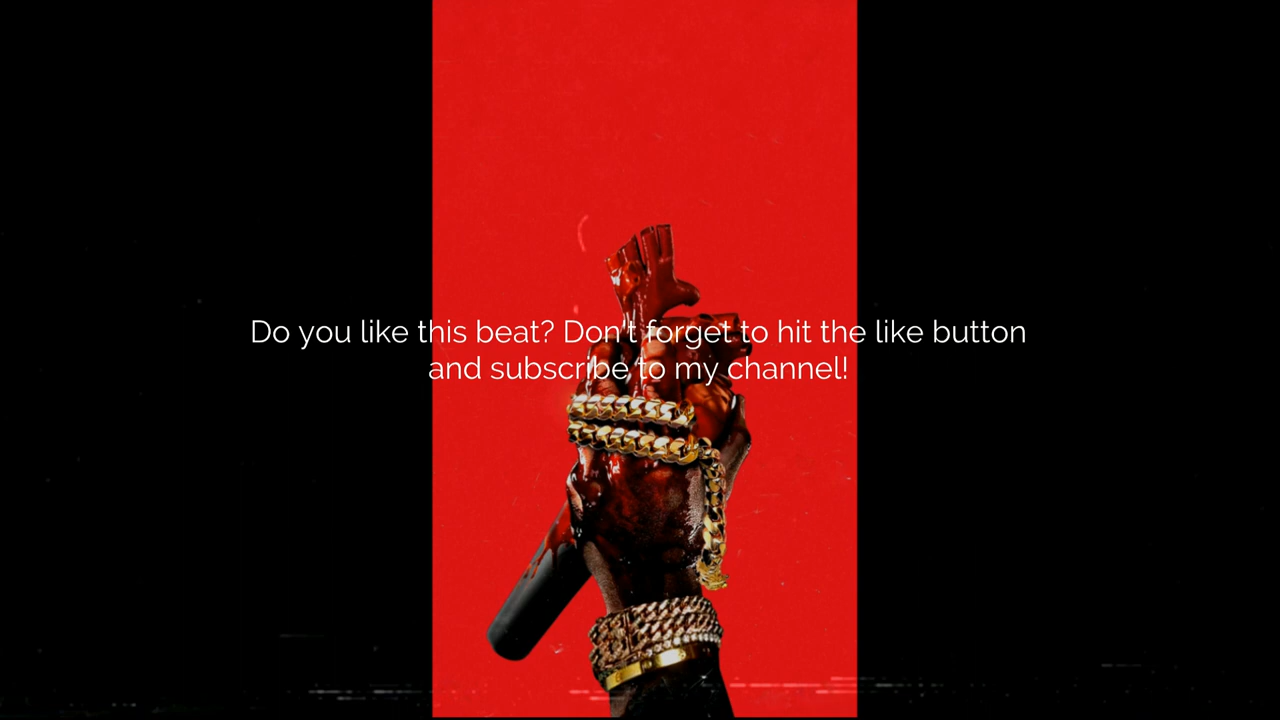 Do you like this beat? Don't forget to hit the like button
and subscribe to my channel!